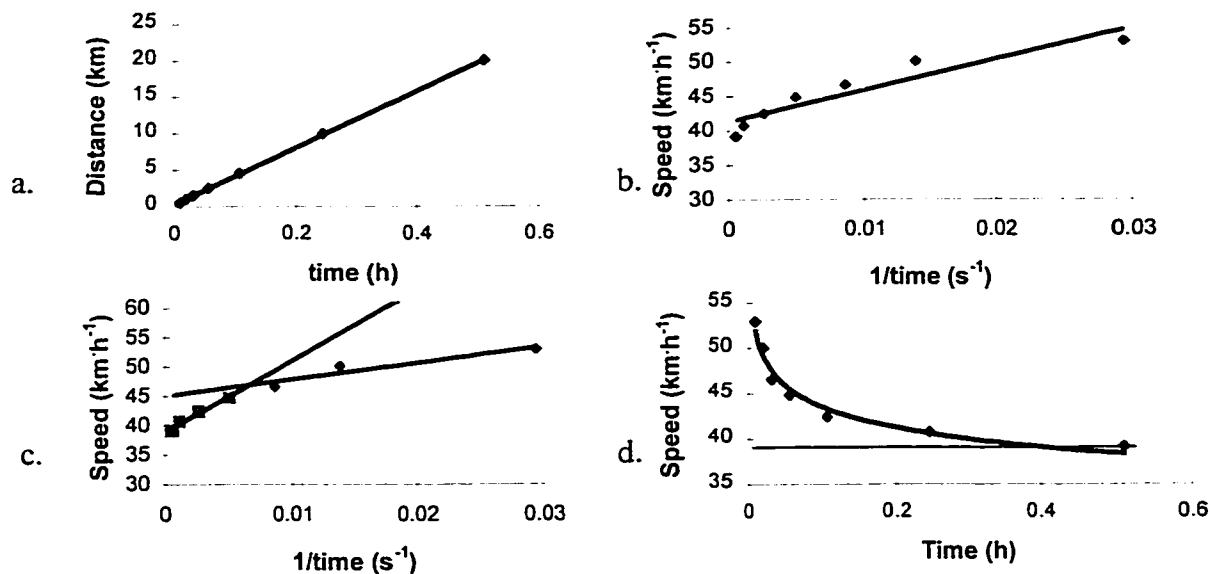 a.
Distance (km)
25
20
15
10
5
0
0 0.2 0.4 0.6
time (h)
b.
Speed (km·h⁻¹)
55
50
45
40
35
30
0 0.01 0.02 0.03
1/time (s⁻¹)
c.
Speed (km·h⁻¹)
60
55
50
45
40
35
30
0 0.01 0.02 0.03
1/time (s⁻¹)
d.
Speed (km·h⁻¹)
55
50
45
40
35
0 0.2 0.4 0.6
Time (h)